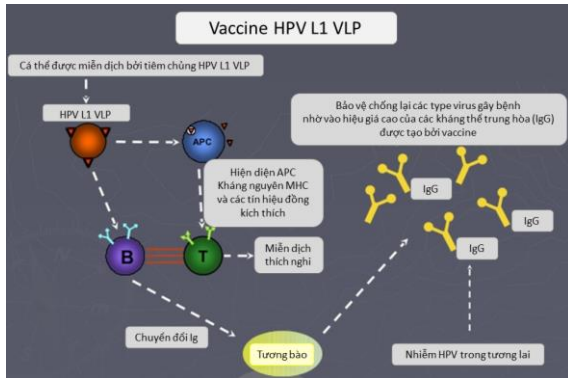 Vaccine HPV L1 VLP
Cá thể được miễn dịch bởi tiêm chủng HPV L1 VLP
HPV L1 VLP
APC
Bảo vệ chống lại các type virus gây bệnh
nhờ vào hiệu giá cao của các kháng thể trung hòa (IgG)
được tạo bởi vaccine
Hiện diện APC
Kháng nguyên MHC
và các tín hiệu đồng
kích thích
IgG
IgG
IgG
B
T
Miễn dịch
thích nghi
Chuyển đổi Ig
Tương bào
Nhiễm HPV trong tương lai